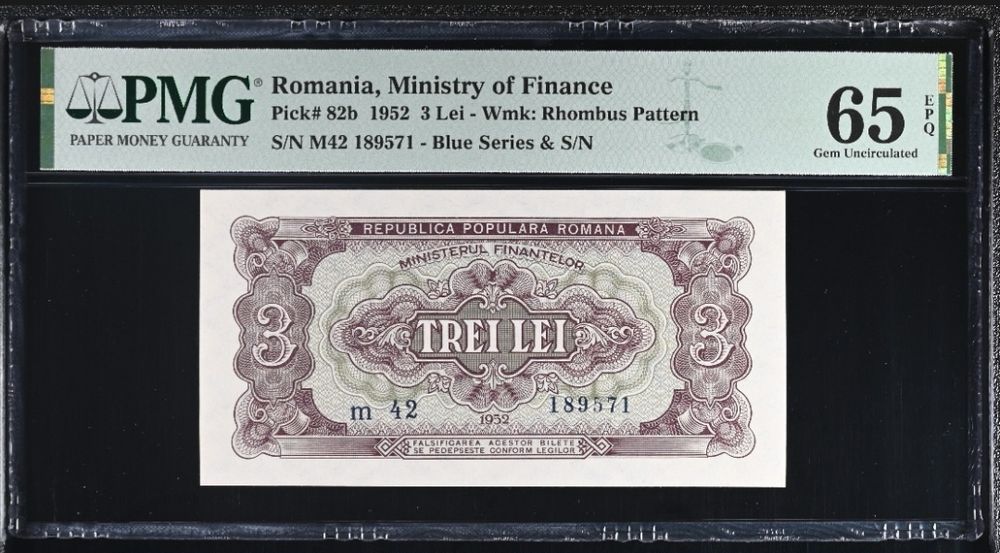 PMG®
PAPER MONEY GUARANTY
Romania, Ministry of Finance
Pick# 82b 1952 3 Lei - Wmk: Rhombus Pattern
S/N M42 189571 - Blue Series & S/N
65
EPQ
Gem Uncirculated
REPUBLICA POPULARA ROMANA
MINISTERUL FINANTELOR
3
TREI LEI
3
m 42
189571
1952
FALSIFICAREA ACESTOR BILETE
SE PEDEPSESTE CONFORM LEGILOR